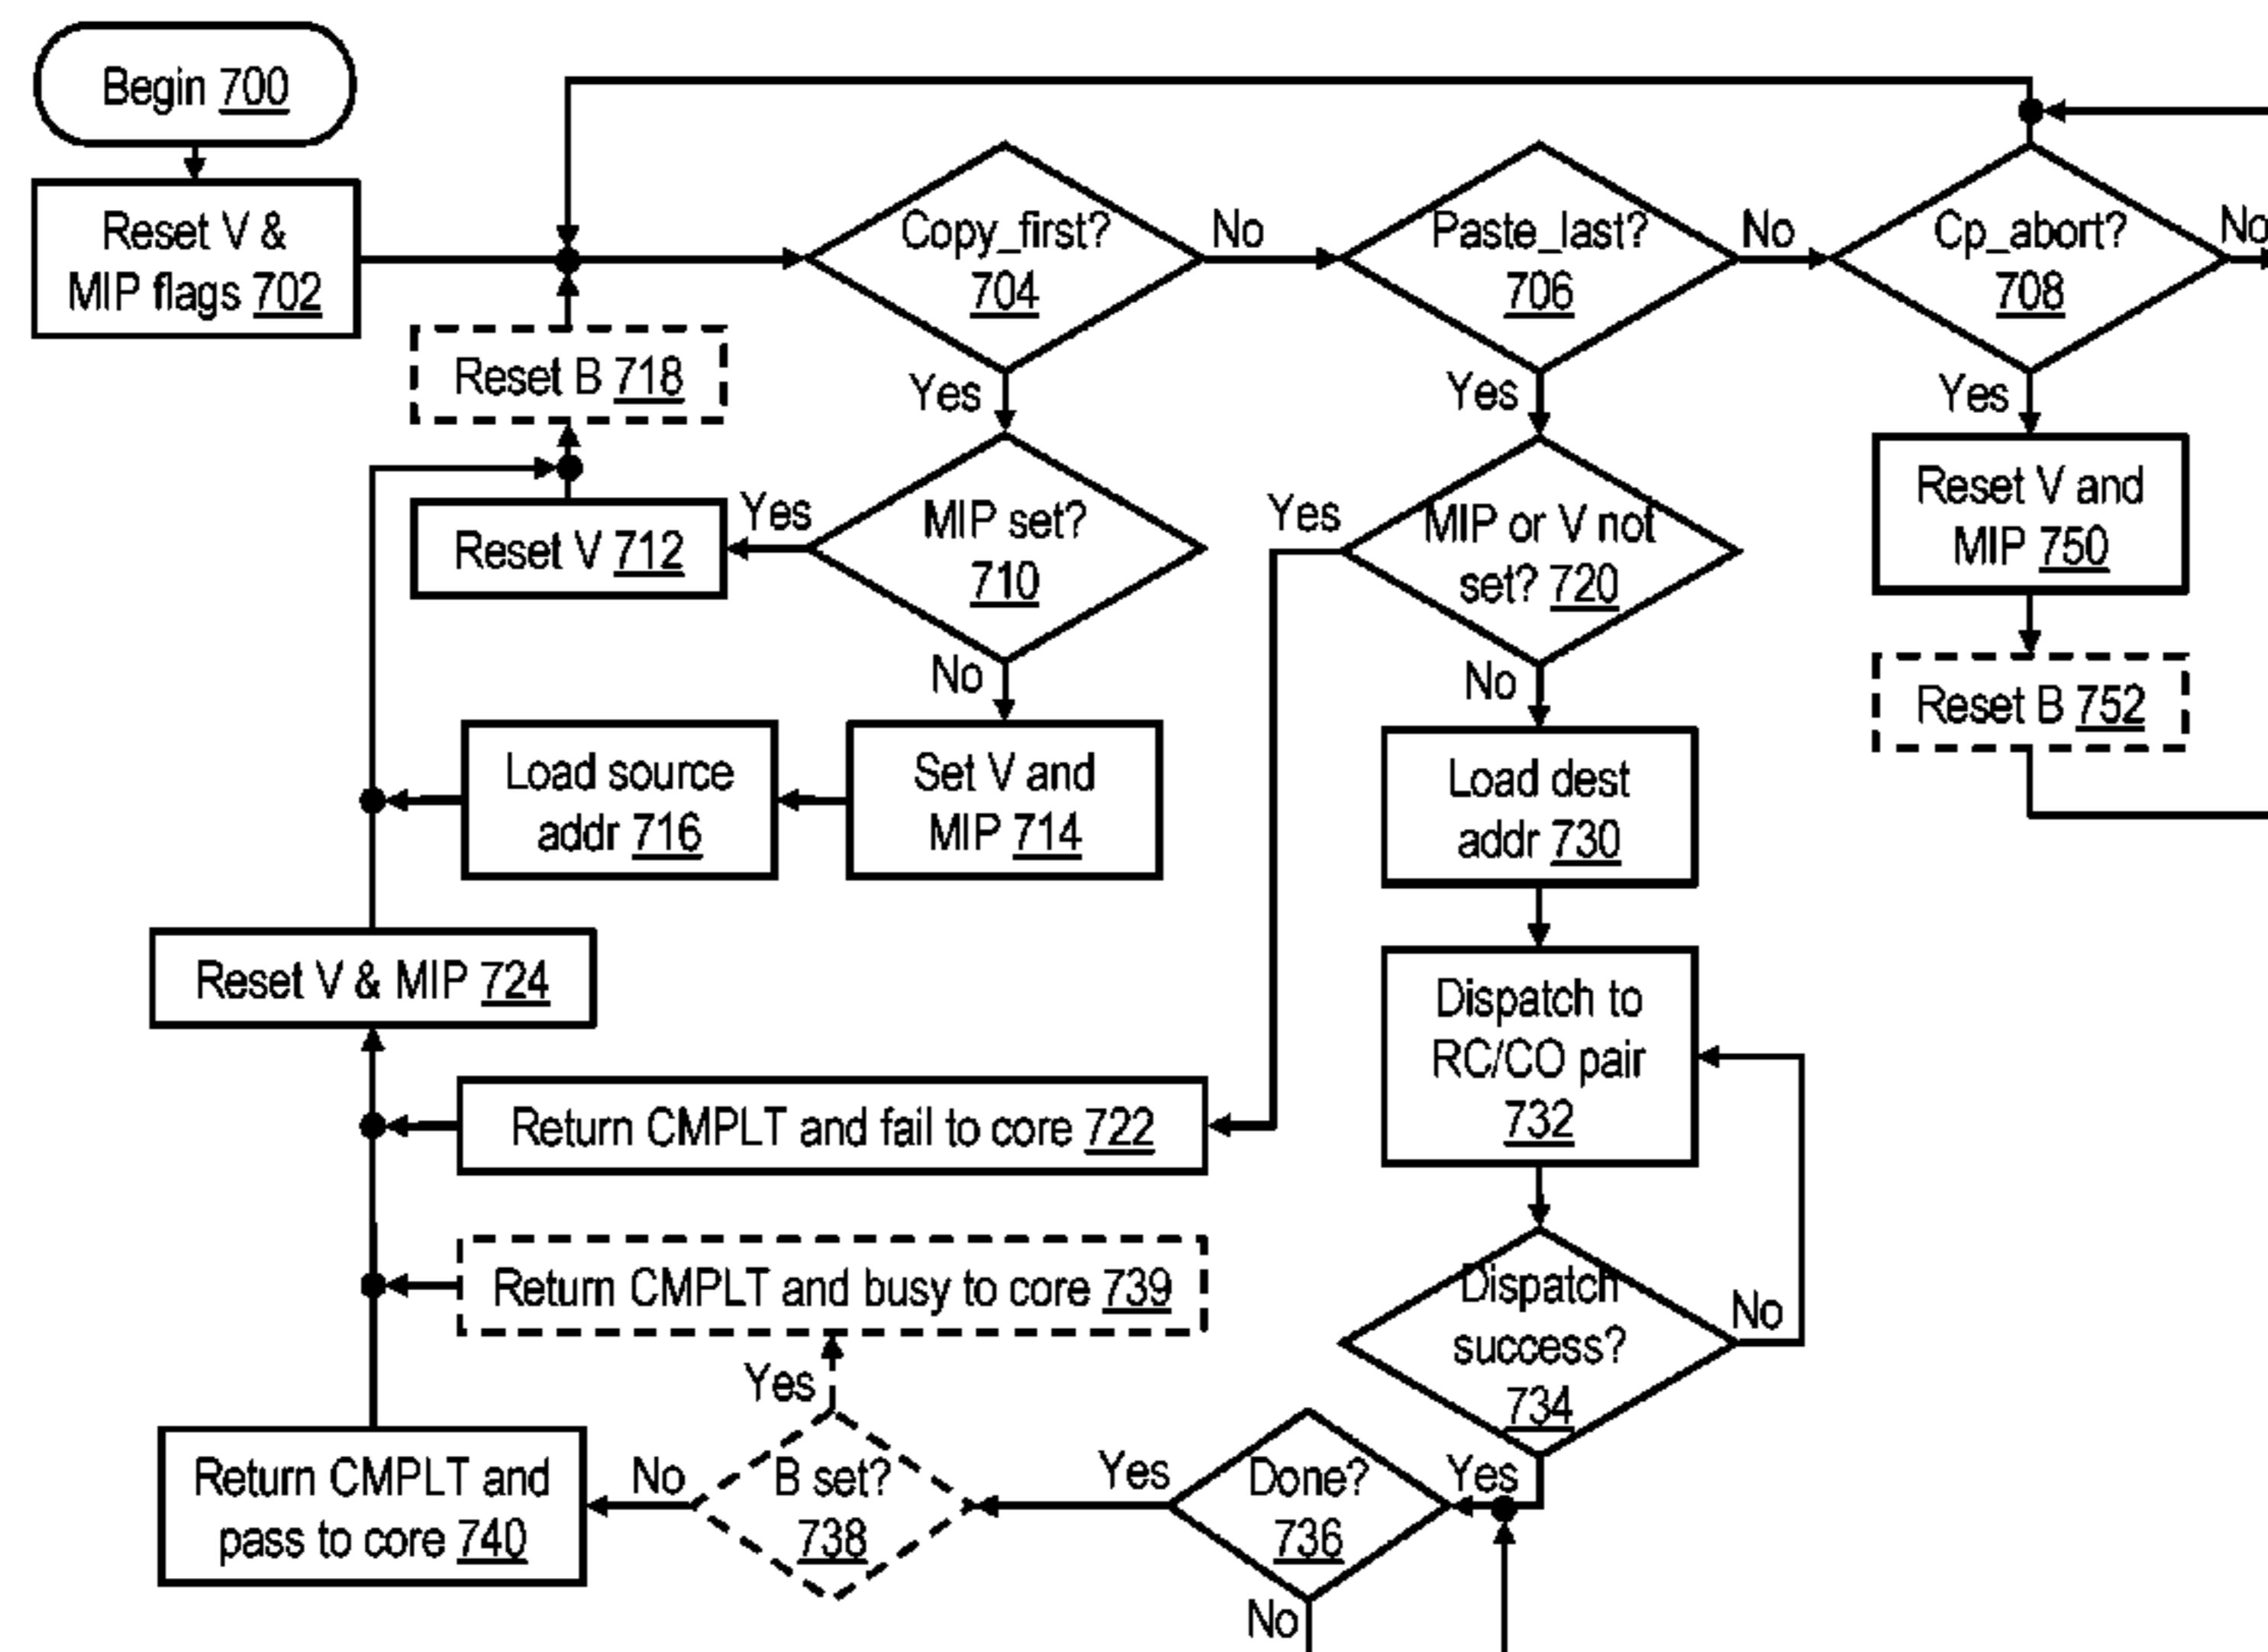 Begin 700
Reset V &
MIP flags 702
Copy_first?
704
No
Paste_last?
706
No
Cp_abort?
708
No
Reset B 718
Yes
Yes
Yes
Reset V 712
Yes
MIP set?
710
Yes
MIP or V not
set? 720
Reset V and
MIP 750
No
No
Reset B 752
Load source
addr 716
Set V and
MIP 714
Load dest
addr 730
Reset V & MIP 724
Dispatch to
RC/CO pair
732
Return CMPLT and fail to core 722
Return CMPLT and busy to core 739
Dispatch
success?
734
No
Yes
Return CMPLT and
pass to core 740
No
B set?
738
Yes
Done?
736
Yes
No